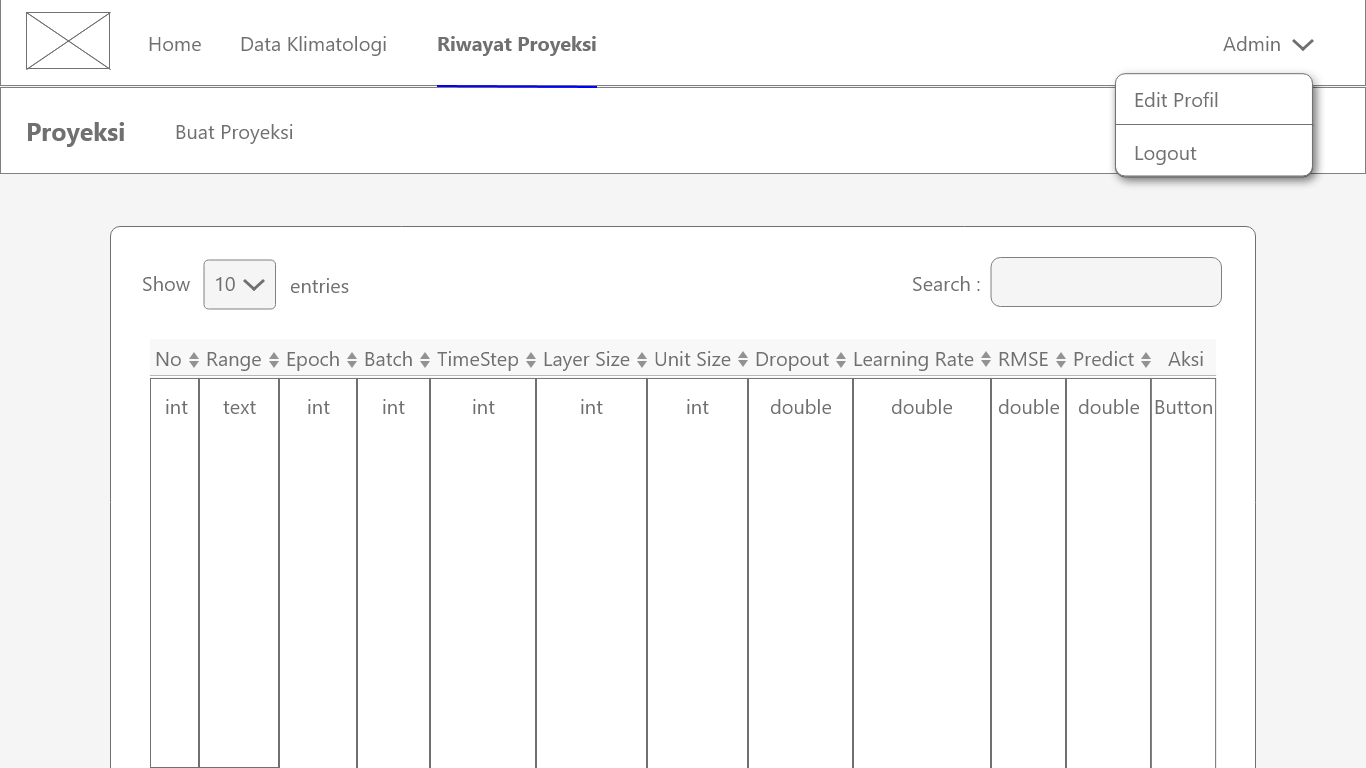 Home Data Klimatologi Riwayat Proyeksi Admin
Edit Profil
Proyeksi Buat Proyeksi
Logout
Show 10 entries Search :
No Range Epoch Batch TimeStep Layer Size Unit Size Dropout Learning Rate RMSE Predict Aksi
int text int int int int int double double double double Button